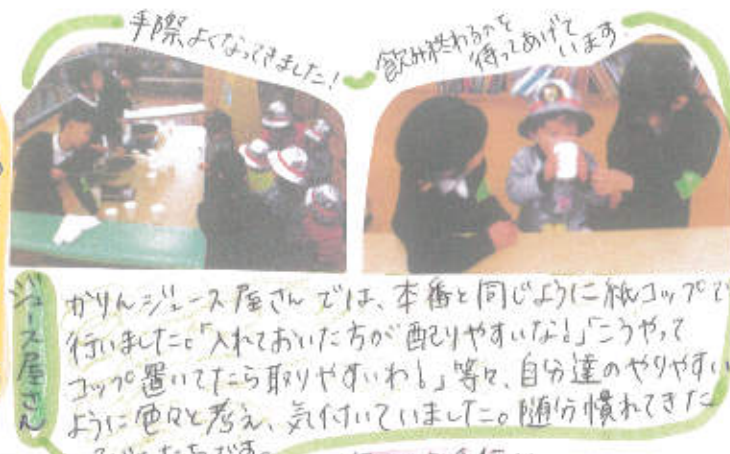 手際よくなってきました!
飲み終わるのを
待ってあげて
います
ジュース屋さん
かりんジュース屋さんでは、本番と同じように紙コップで
行いました。「入れておいた方が配りやすいな!」「こうやって
コップ置いてたら取りやすいわ!」等々、自分達のやりやすい
ように色々と考え、気付いていました。随分慣れてきた
たちです。